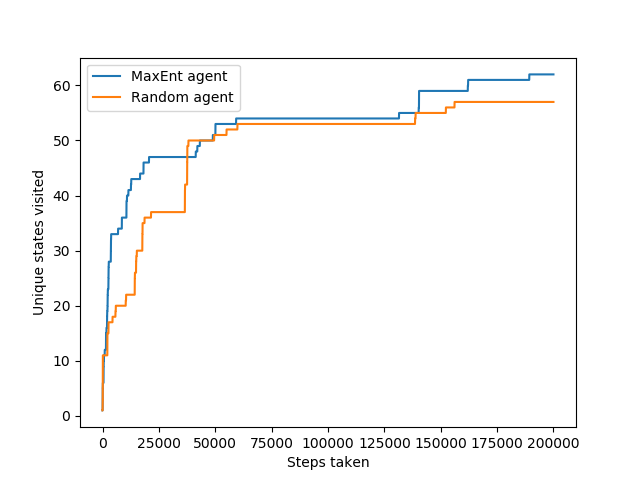 MaxEnt agent
Random agent
60
50
40
30
20
10
0
Unique states visited
0 25000 50000 75000 100000 125000 150000 175000 200000
Steps taken